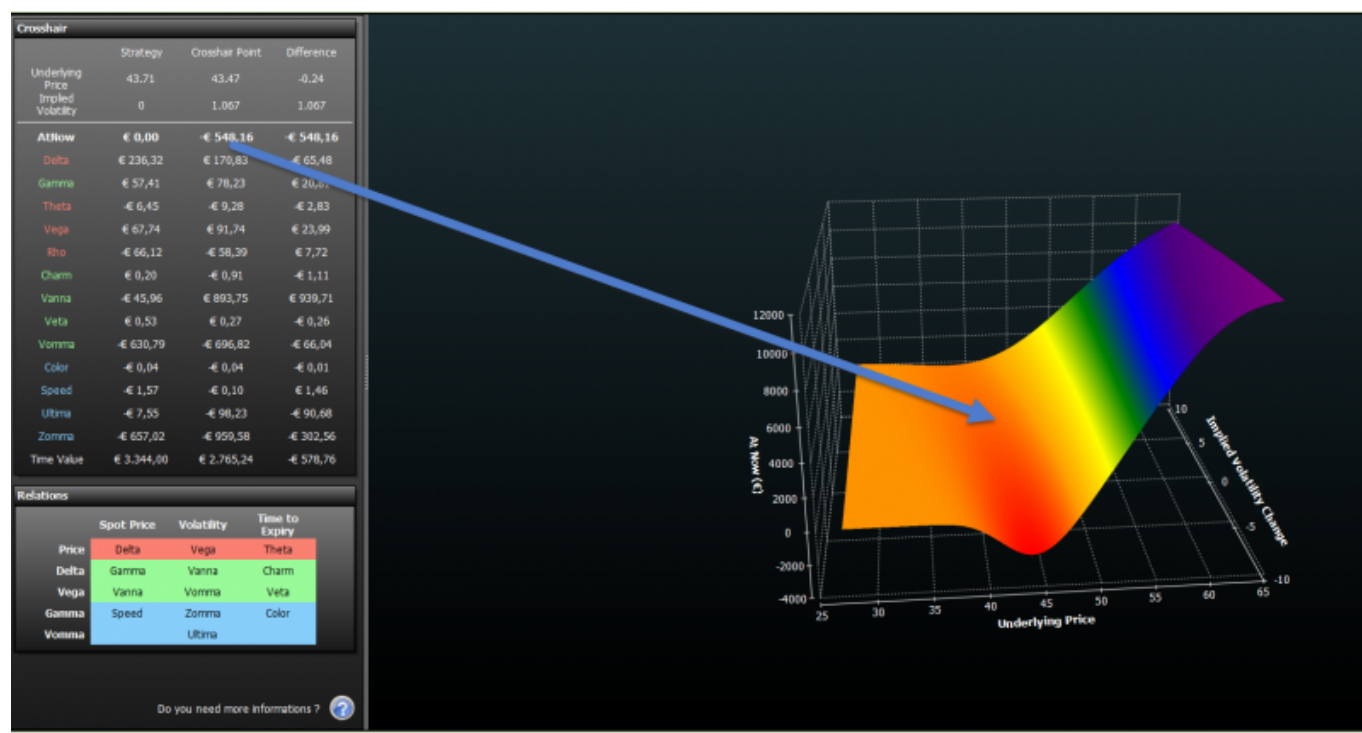 Crosshair
Strategy Crosshair Point Difference
Underlying Price 43.71 43.47 -0.24
Implied Volatility 0 1.067 1.067
AtNow € 0,00 -€ 548,16 -€ 548,16
Delta € 236,32 € 170,83 -€ 65,48
Gamma € 57,41 € 78,23 € 20,81
Theta -€ 6,45 -€ 9,28 -€ 2,83
Vega € 67,74 € 91,74 € 23,99
Rho -€ 66,12 -€ 58,39 € 7,72
Charm € 0,20 -€ 0,91 -€ 1,11
Vanna -€ 45,96 € 893,75 € 939,71
Veta € 0,53 € 0,27 -€ 0,26
Vomma -€ 630,79 -€ 696,82 -€ 66,04
Color -€ 0,04 -€ 0,04 -€ 0,01
Speed -€ 1,57 -€ 0,10 € 1,46
Ultima -€ 7,55 -€ 98,23 -€ 90,68
Zomma -€ 657,02 -€ 959,58 -€ 302,56
Time Value € 3.344,00 € 2.765,24 -€ 578,76
Relations
Spot Price Volatility Time to Expiry
Price Delta Vega Theta
Delta Gamma Vanna Charm
Vega Vanna Vomma Veta
Gamma Speed Zomma Color
Vomma Ultima
Do you need more informations ?
12000
10000
8000
6000
4000
2000
0
-2000
-4000
At Now (€)
25 30 35 40 45 50 55 60 65
Underlying Price
10
5
0
-5
-10
Implied Volatility Change